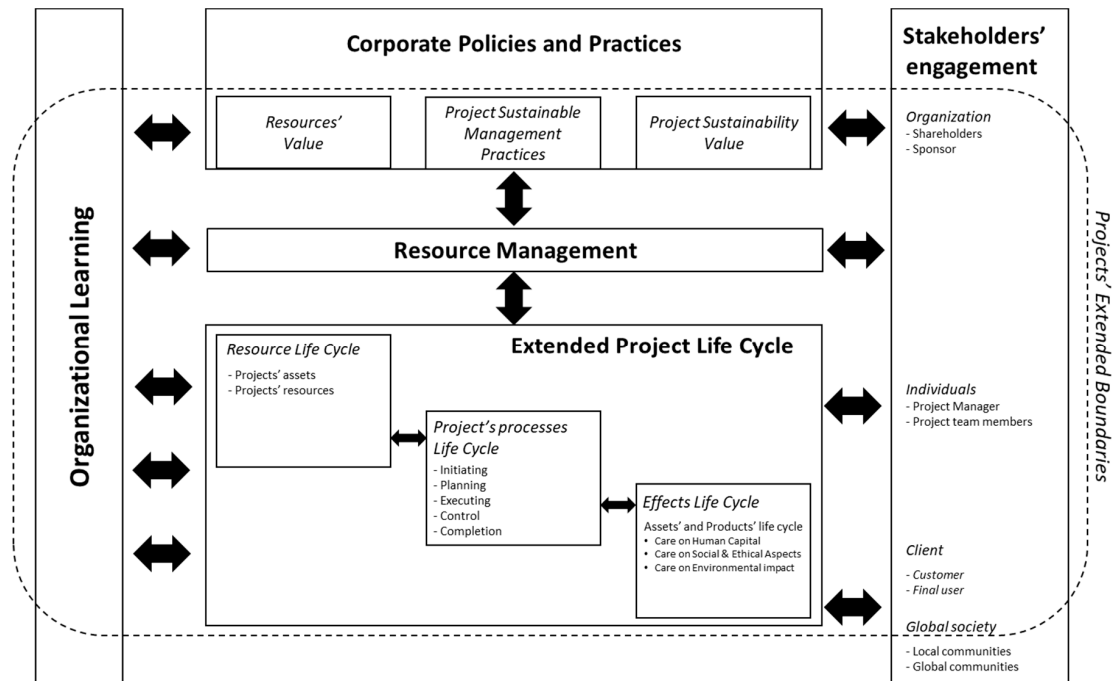 Corporate Policies and Practices
Resources'
Value
Project Sustainable
Management
Practices
Project Sustainability
Value
Resource Management
Extended Project Life Cycle
Resource Life Cycle
- Projects' assets
- Projects' resources
Project's processes
Life Cycle
- Initiating
- Planning
- Executing
- Control
- Completion
Effects Life Cycle
Assets' and Products' life cycle
• Care on Human Capital
• Care on Social & Ethical Aspects
• Care on Environmental impact
Organizational Learning
Stakeholders'
engagement
Organization
- Shareholders
- Sponsor
Individuals
- Project Manager
- Project team members
Client
- Customer
- Final user
Global society
- Local communities
- Global communities
Projects' Extended Boundaries